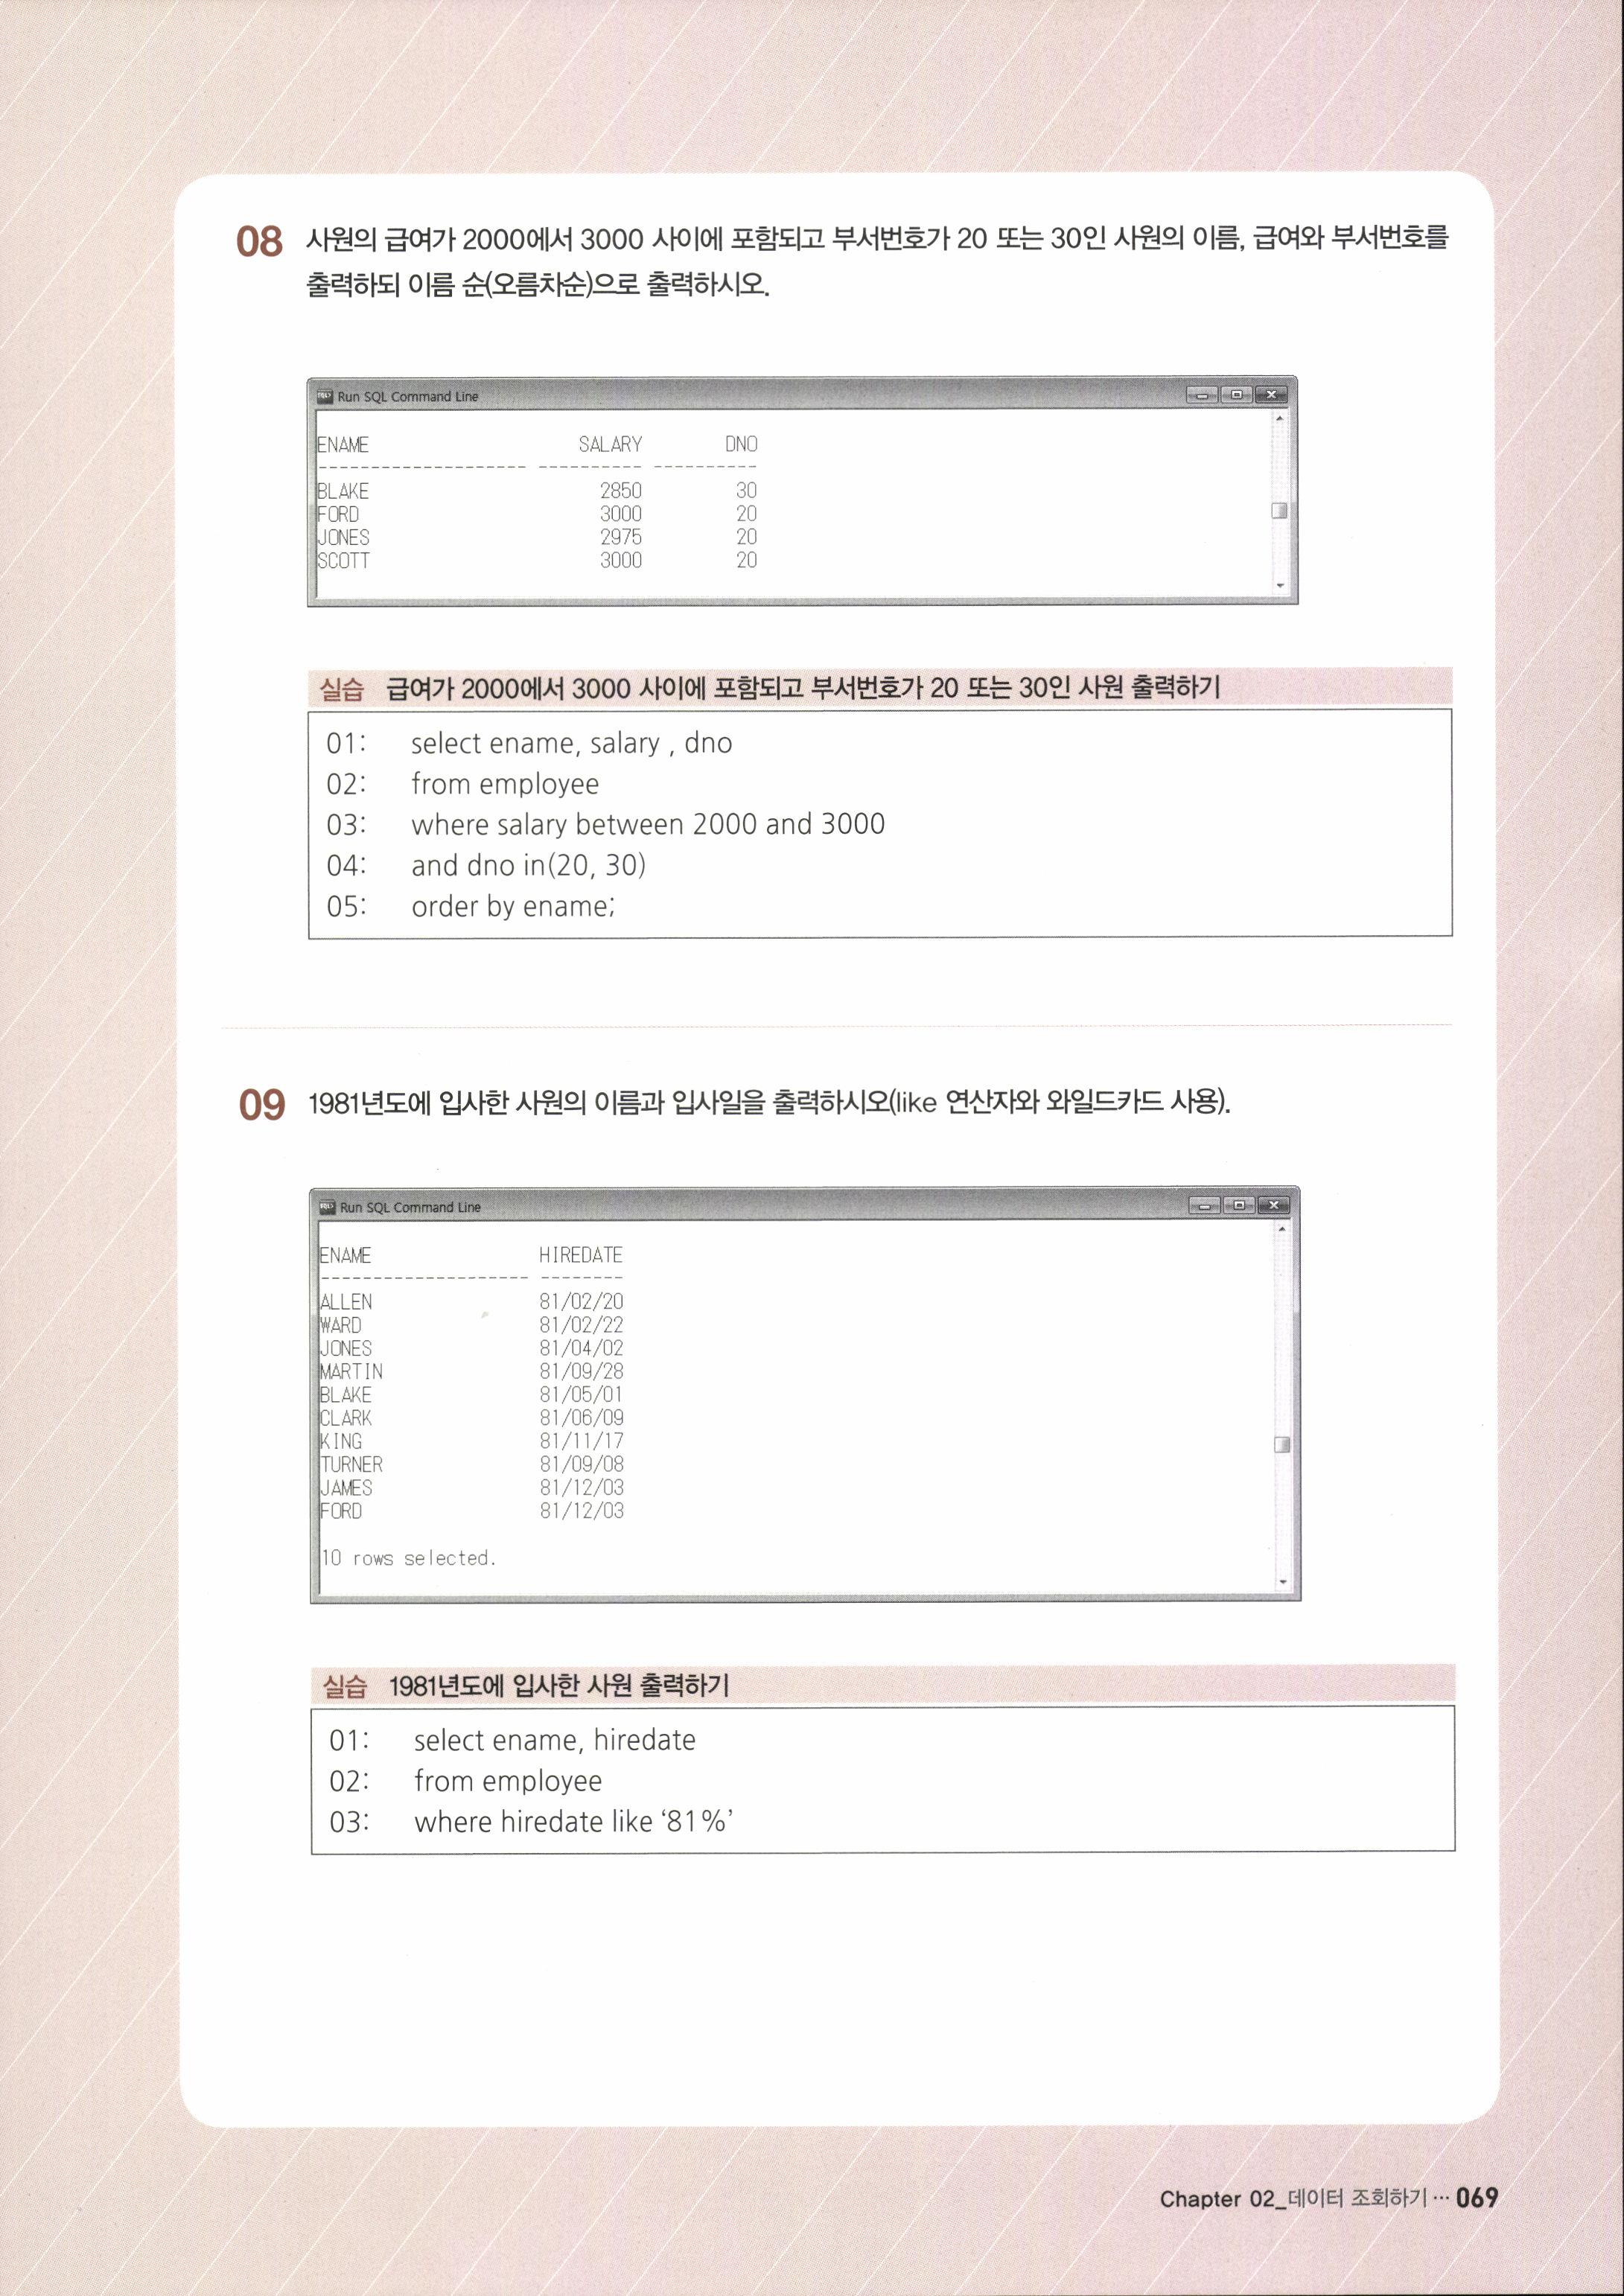 08 사원의 급여가 2000에서 3000 사이에 포함되고 부서번호가 20 또는 30인 사원의 이름, 급여와 부서번호를
출력하되 이름 순(오름차순)으로 출력하시오.
Run SQL Command Line
ENAME SALARY DNO
-------------------- ---------- ----------
BLAKE 2850 30
FORD 3000 20
JONES 2975 20
SCOTT 3000 20
실습 급여가 2000에서 3000 사이에 포함되고 부서번호가 20 또는 30인 사원 출력하기
01: select ename, salary , dno
02: from employee
03: where salary between 2000 and 3000
04: and dno in(20, 30)
05: order by ename;
09 1981년도에 입사한 사원의 이름과 입사일을 출력하시오(like 연산자와 와일드카드 사용).
Run SQL Command Line
ENAME HIREDATE
-------------------- --------
ALLEN 81/02/20
WARD 81/02/22
JONES 81/04/02
MARTIN 81/09/28
BLAKE 81/05/01
CLARK 81/06/09
KING 81/11/17
TURNER 81/09/08
JAMES 81/12/03
FORD 81/12/03
10 rows selected.
실습 1981년도에 입사한 사원 출력하기
01: select ename, hiredate
02: from employee
03: where hiredate like ‘81%’
Chapter 02_데이터 조회하기 ··· 069